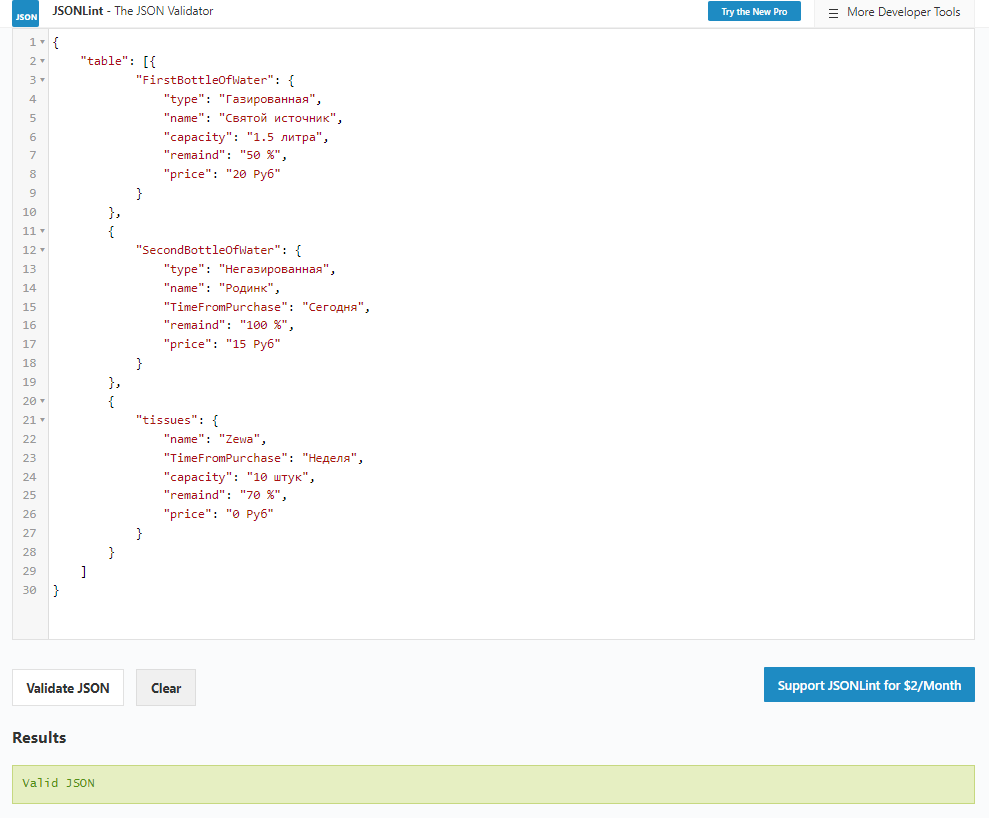 JSON JSONLint - The JSON Validator Try the New Pro ☰ More Developer Tools
1 {
2 "table": [{
3 "FirstBottleOfWater": {
4 "type": "Газированная",
5 "name": "Святой источник",
6 "capacity": "1.5 литра",
7 "remaind": "50 %",
8 "price": "20 Руб"
9 }
10 },
11 {
12 "SecondBottleOfWater": {
13 "type": "Негазированная",
14 "name": "Родинк",
15 "TimeFromPurchase": "Сегодня",
16 "remaind": "100 %",
17 "price": "15 Руб"
18 }
19 },
20 {
21 "tissues": {
22 "name": "Zewa",
23 "TimeFromPurchase": "Неделя",
24 "capacity": "10 штук",
25 "remaind": "70 %",
26 "price": "0 Руб"
27 }
28 }
29 ]
30 }
Validate JSON Clear Support JSONLint for $2/Month
Results
Valid JSON